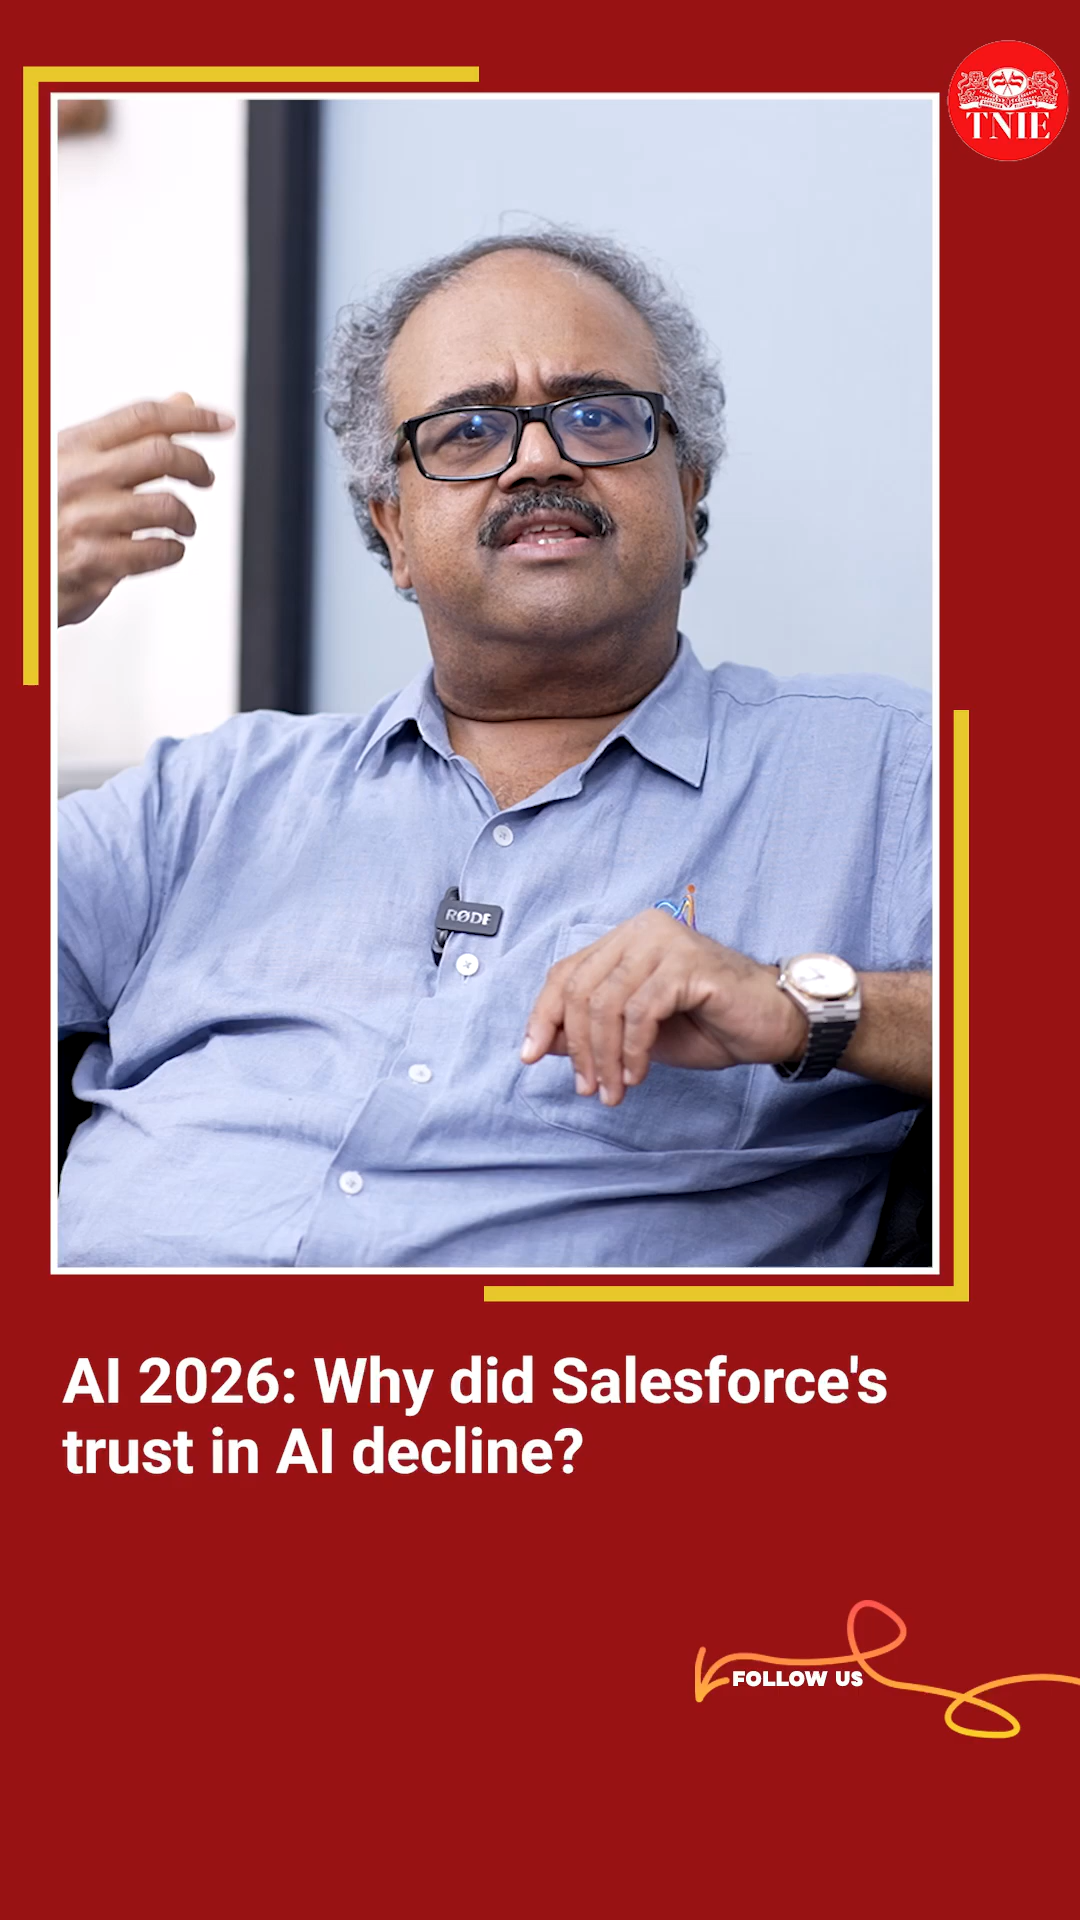 TNIE
RØDE
AI 2026: Why did Salesforce's
trust in AI decline?
FOLLOW US